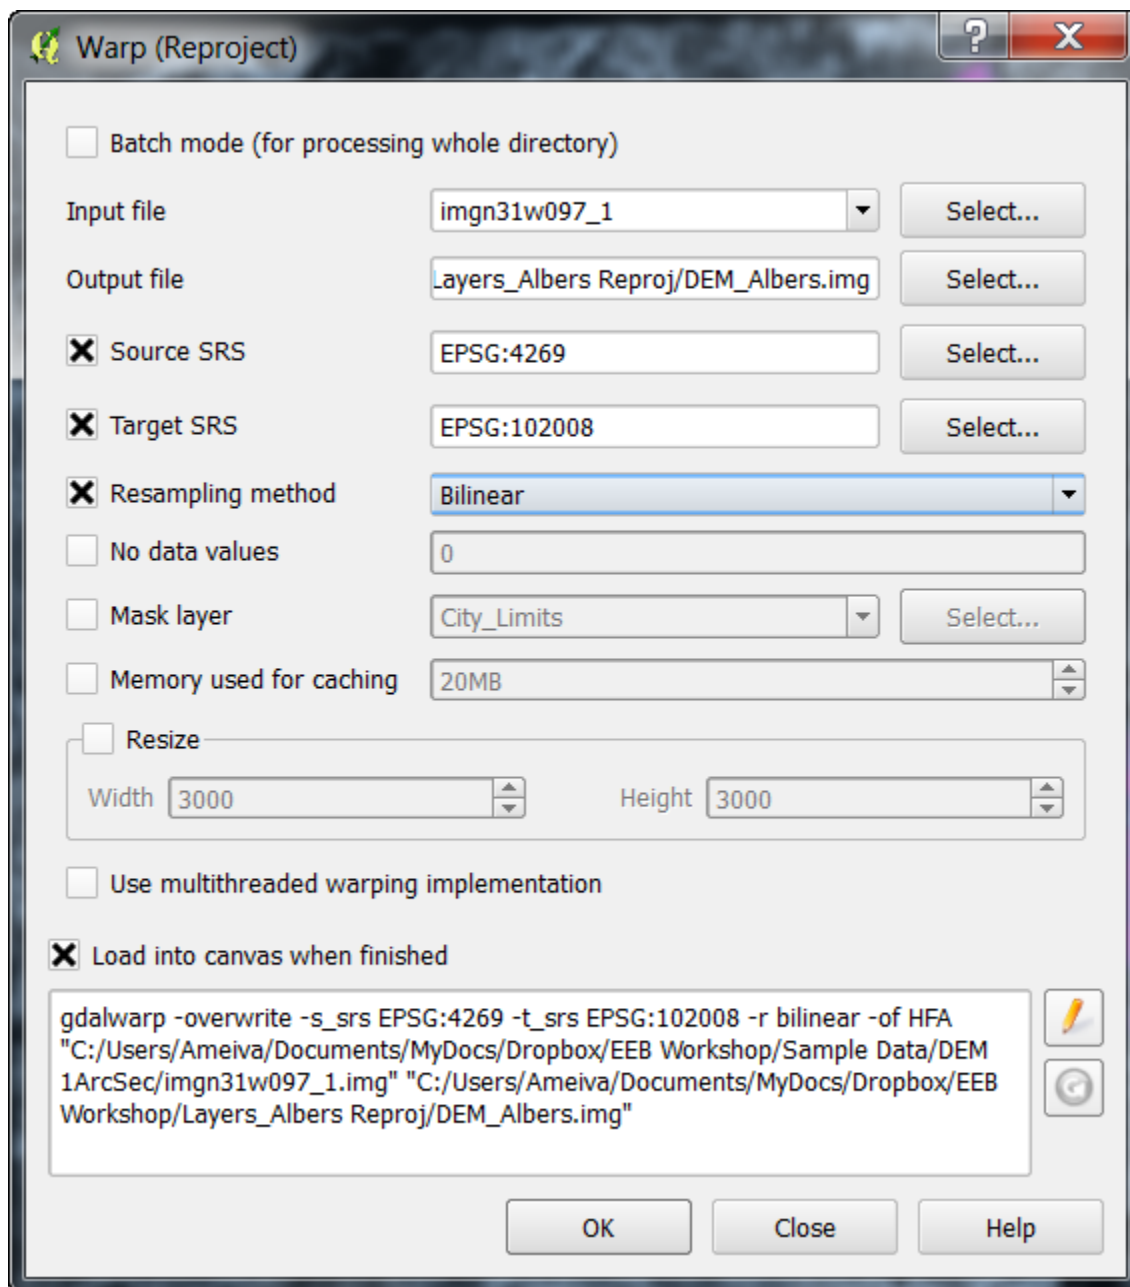 Warp (Reproject)
?
X
Batch mode (for processing whole directory)
Input file
imgn31w097_1
Select...
Output file
Layers_Albers Reproj/DEM_Albers.img
Select...
Source SRS
EPSG:4269
Select...
Target SRS
EPSG:102008
Select...
Resampling method
Bilinear
No data values
0
Mask layer
City_Limits
Select...
Memory used for caching
20MB
Resize
Width
3000
Height
3000
Use multithreaded warping implementation
Load into canvas when finished
gdalwarp -overwrite -s_srs EPSG:4269 -t_srs EPSG:102008 -r bilinear -of HFA
"C:/Users/Ameiva/Documents/MyDocs/Dropbox/EEB Workshop/Sample Data/DEM
1ArcSec/imgn31w097_1.img" "C:/Users/Ameiva/Documents/MyDocs/Dropbox/EEB
Workshop/Layers_Albers Reproj/DEM_Albers.img"
OK
Close
Help